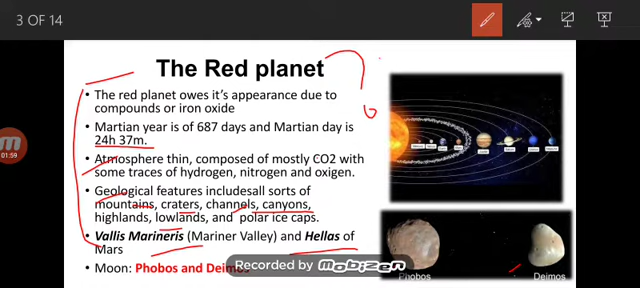 3 OF 14
The Red planet
• The red planet owes it's appearance due to
compounds or iron oxide
• Martian year is of 687 days and Martian day is
24h 37m.
• Atmosphere thin, composed of mostly CO2 with
some traces of hydrogen, nitrogen and oxigen.
• Geological features includesall sorts of
mountains, craters, channels, canyons,
highlands, lowlands, and polar ice caps.
• Vallis Marineris (Mariner Valley) and Hellas of
Mars
• Moon: Phobos and Deimos
01:59
Phobos
Deimos
Recorded by Mobizen